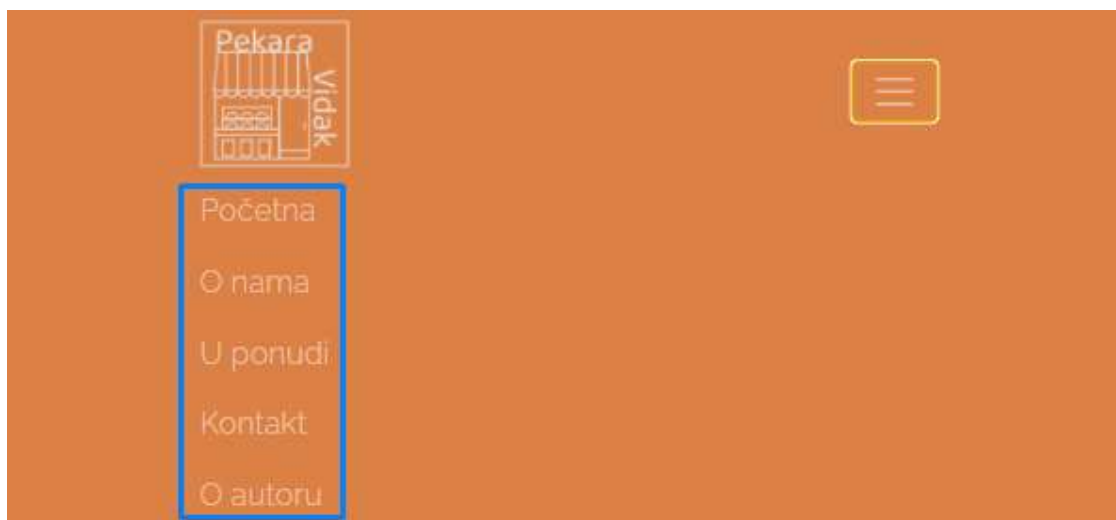 Pekara
Vidak
Početna
O nama
U ponudi
Kontakt
O autoru